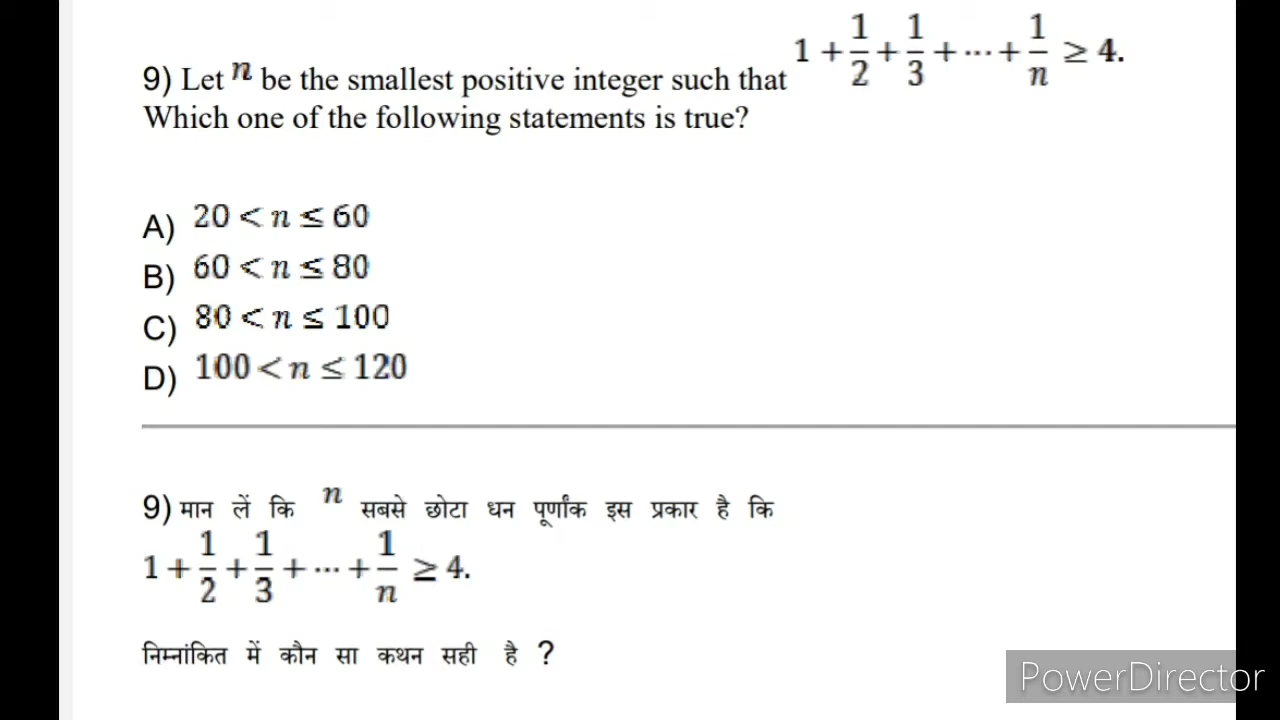 9) Let n be the smallest positive integer such that 1 + 1/2 + 1/3 + ··· + 1/n ≥ 4.
Which one of the following statements is true?
A) 20 < n ≤ 60
B) 60 < n ≤ 80
C) 80 < n ≤ 100
D) 100 < n ≤ 120
9) मान लें कि n सबसे छोटा धन पूर्णांक इस प्रकार है कि
1 + 1/2 + 1/3 + ··· + 1/n ≥ 4.
निम्नांकित में कौन सा कथन सही है ?
PowerDirector